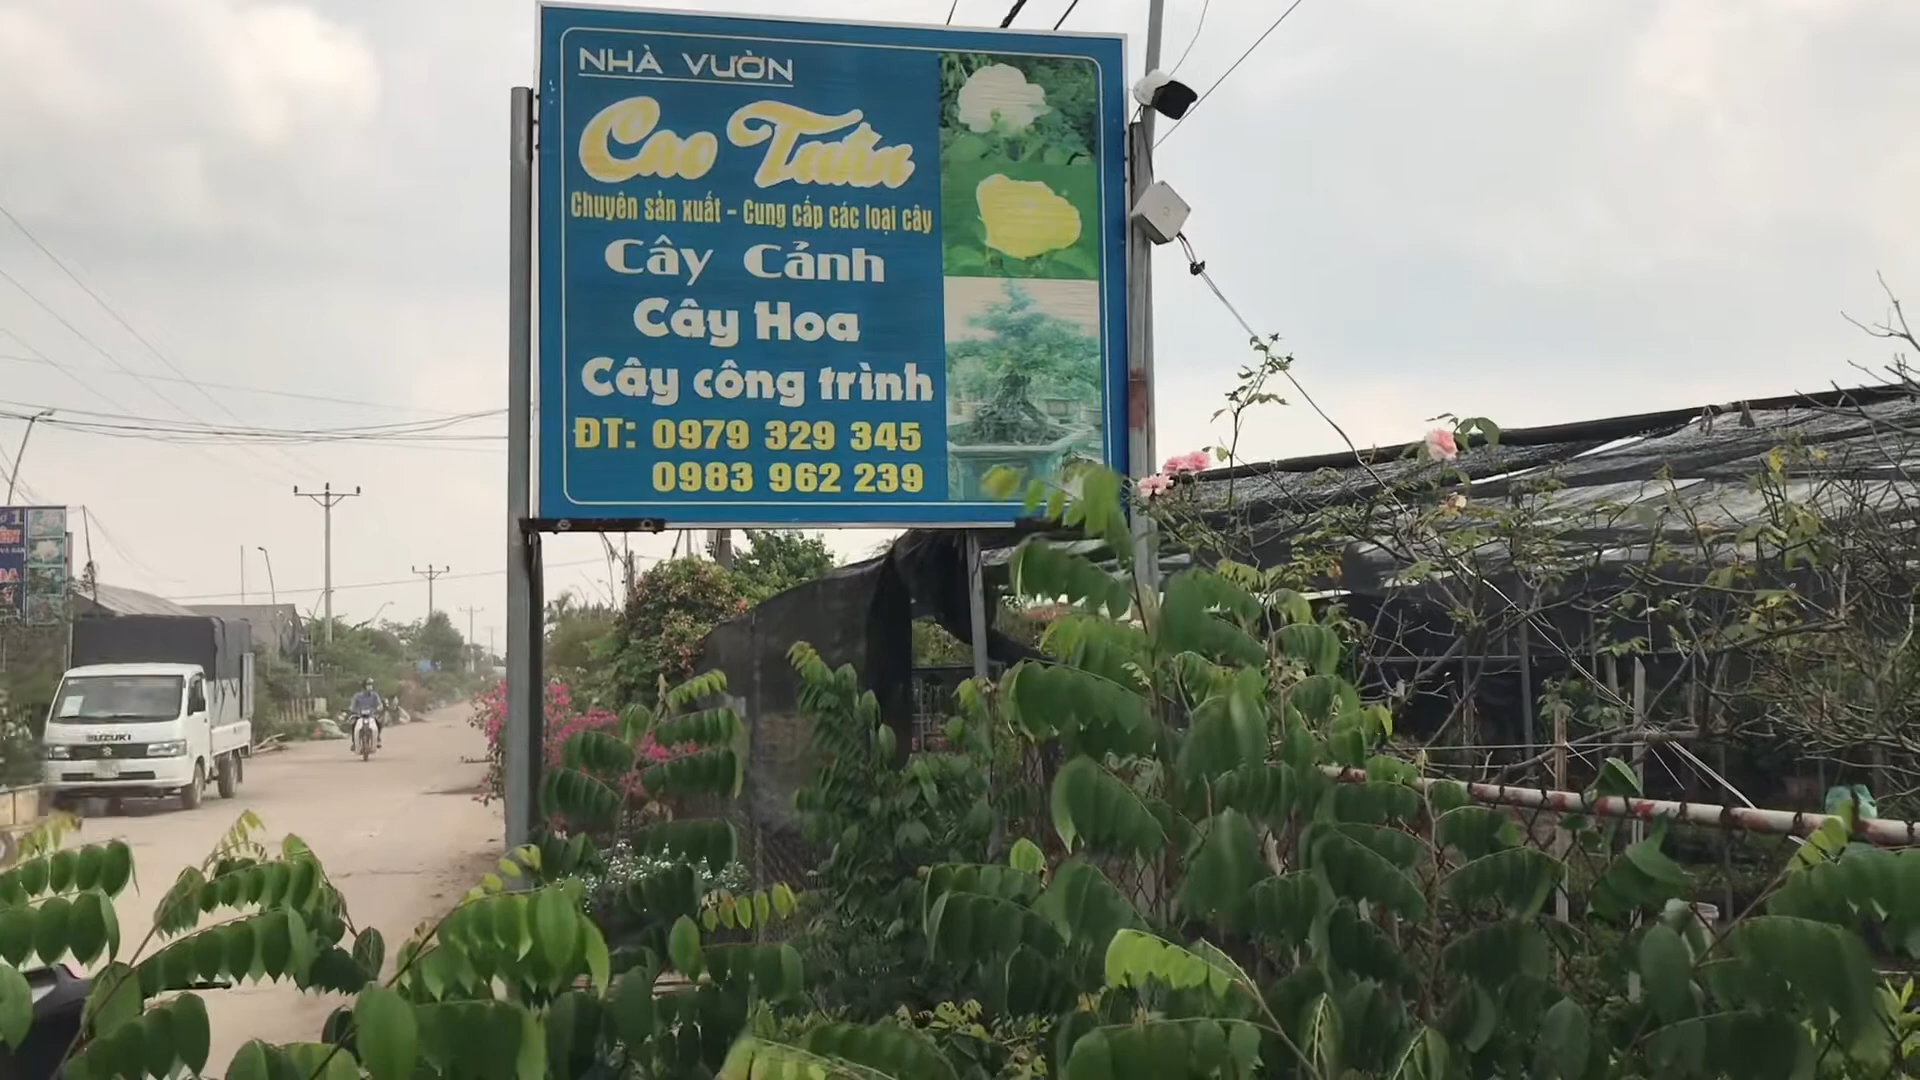 NHÀ VƯỜN
Cao Tuấn
Chuyên sản xuất - Cung cấp các loại cây
Cây Cảnh
Cây Hoa
Cây công trình
ĐT: 0979 329 345
0983 962 239
SUZUKI